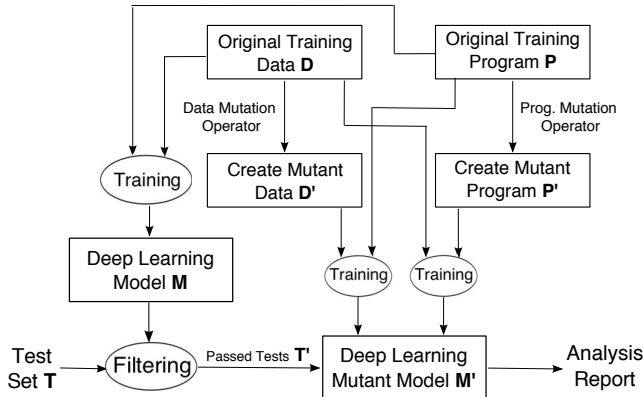 Original Training
Data D
Original Training
Program P
Data Mutation
Operator
Prog. Mutation
Operator
Training
Create Mutant
Data D'
Create Mutant
Program P'
Deep Learning
Model M
Training
Training
Test
Set T
Filtering
Passed Tests T'
Deep Learning
Mutant Model M'
Analysis
Report